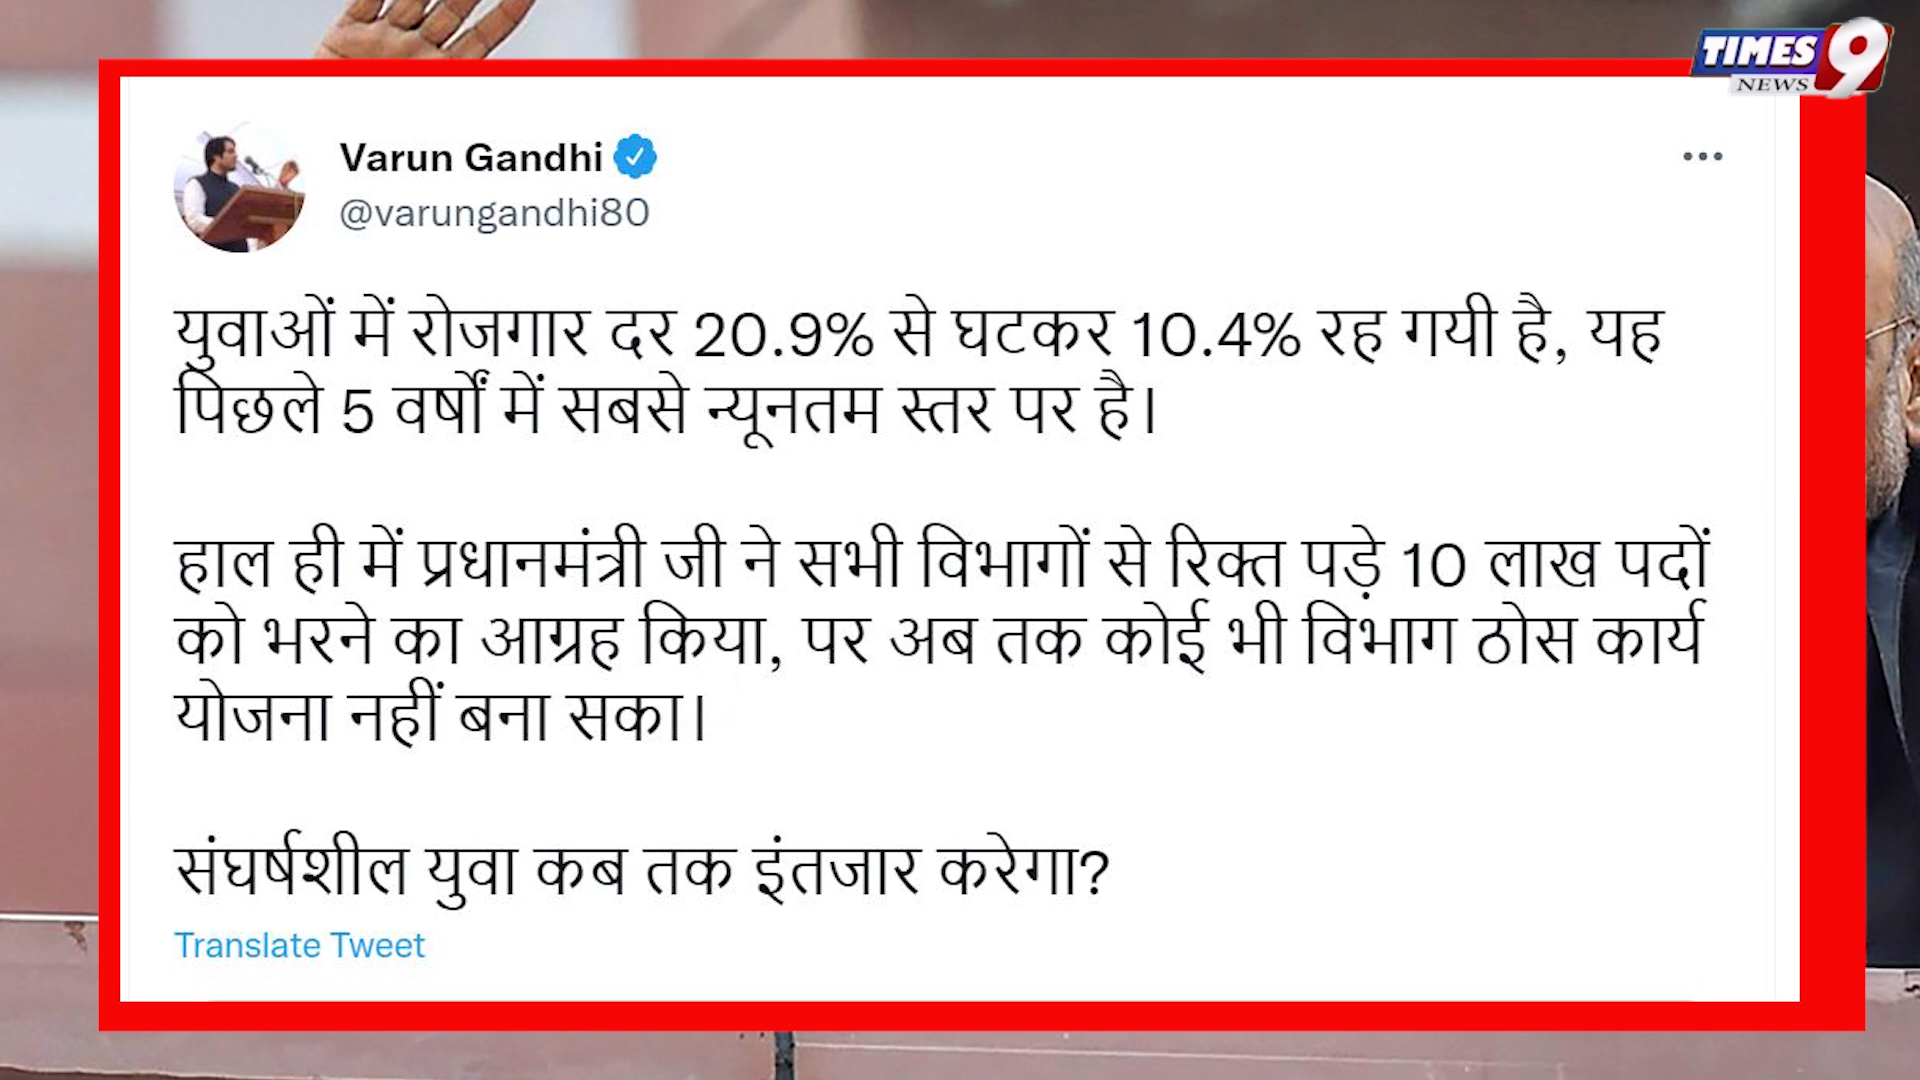 TIMES 9
NEWS
Varun Gandhi
@varungandhi80
युवाओं में रोजगार दर 20.9% से घटकर 10.4% रह गयी है, यह
पिछले 5 वर्षों में सबसे न्यूनतम स्तर पर है।
हाल ही में प्रधानमंत्री जी ने सभी विभागों से रिक्त पड़े 10 लाख पदों
को भरने का आग्रह किया, पर अब तक कोई भी विभाग ठोस कार्य
योजना नहीं बना सका।
संघर्षशील युवा कब तक इंतजार करेगा?
Translate Tweet